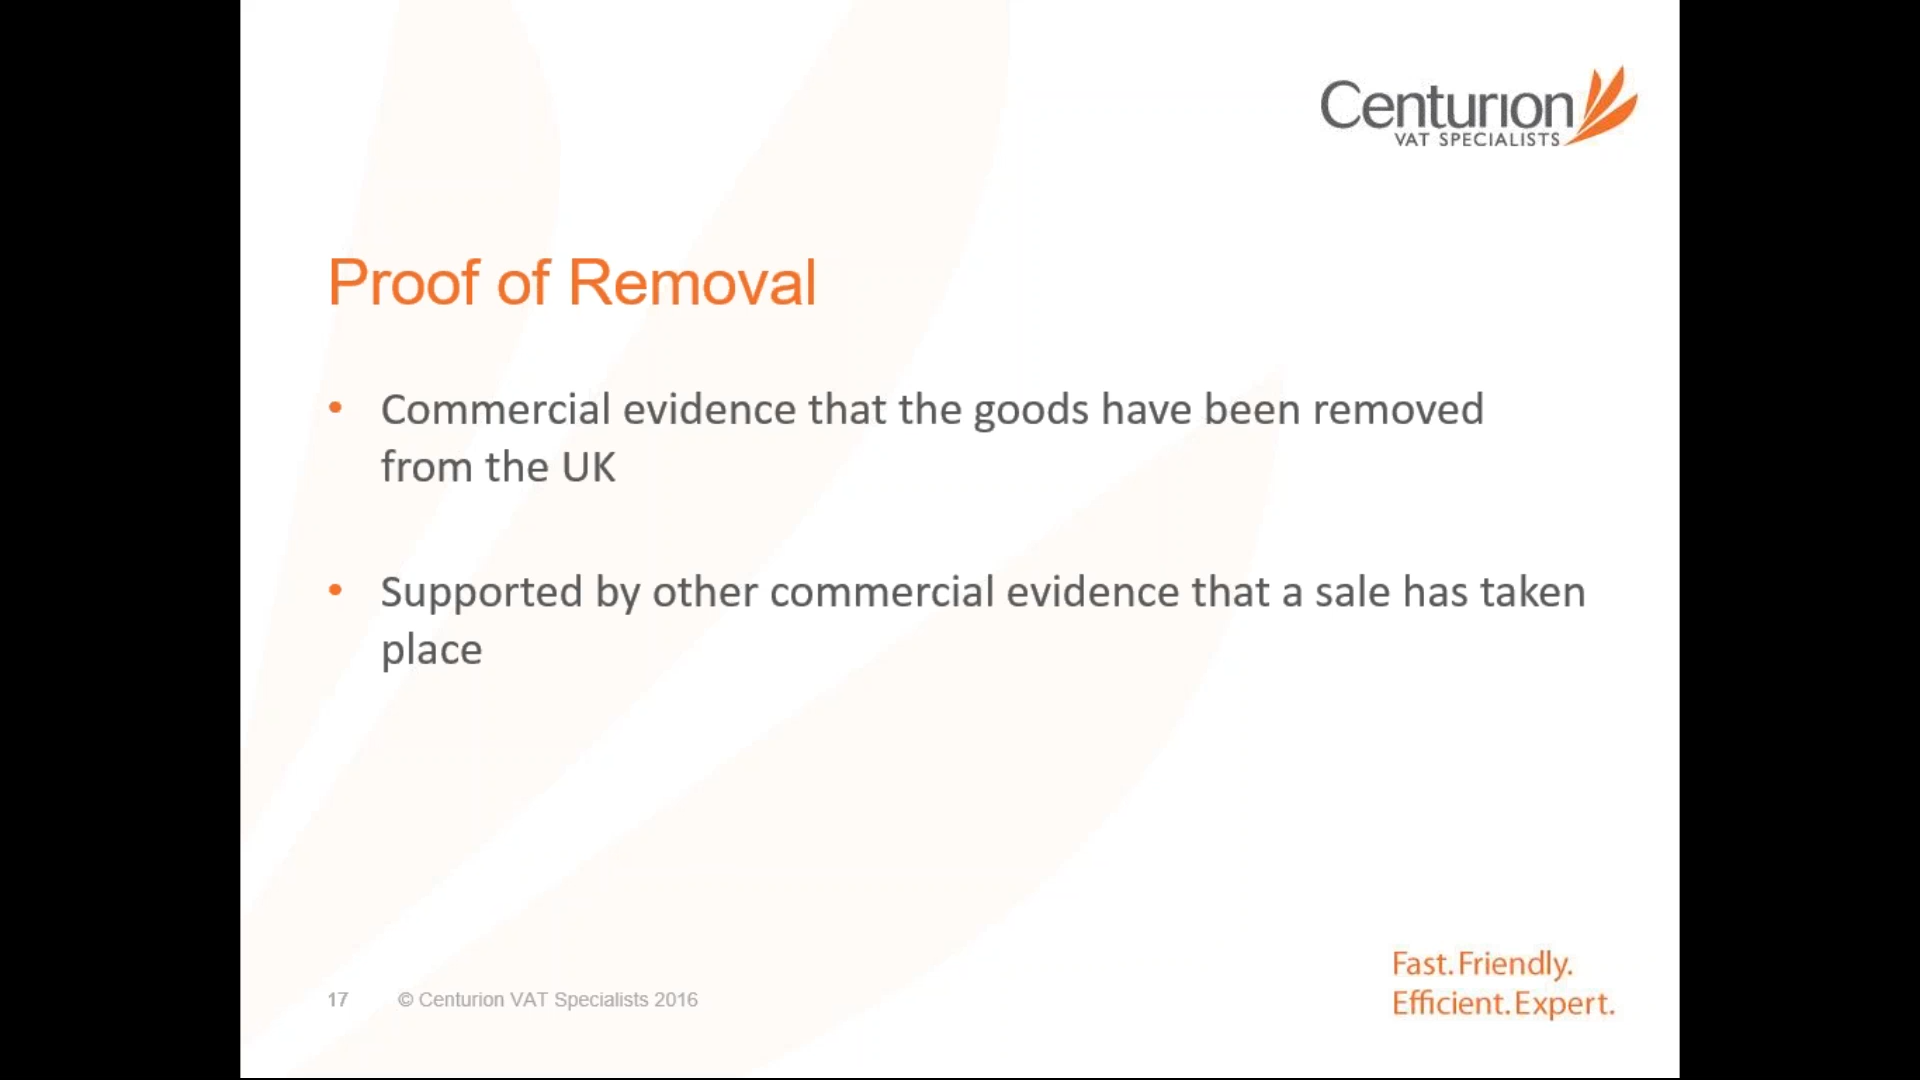 Centurion
VAT SPECIALISTS
Proof of Removal
• Commercial evidence that the goods have been removed
from the UK
• Supported by other commercial evidence that a sale has taken
place
Fast. Friendly.
Efficient. Expert.
17 © Centurion VAT Specialists 2016